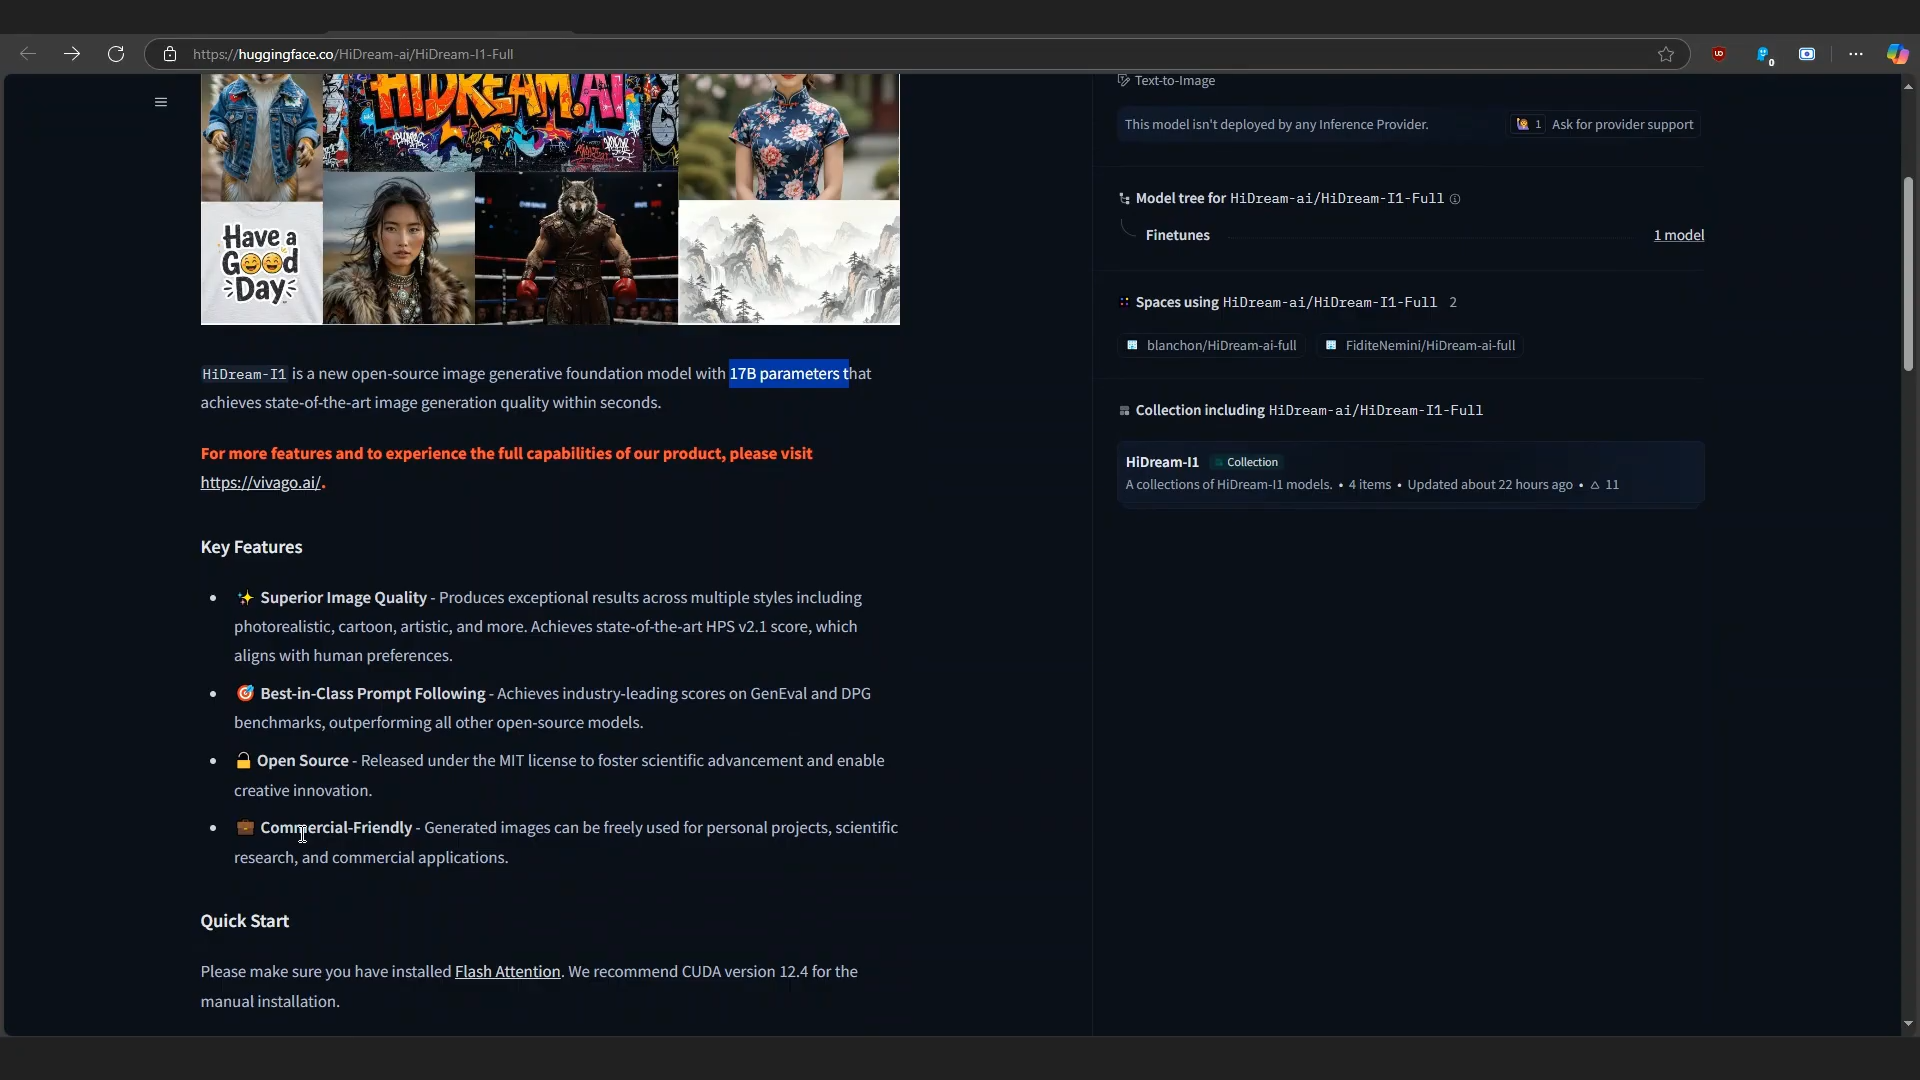 https://huggingface.co/HiDream-ai/HiDream-I1-Full
0
HiDREAM.AI
Have a
Good
Day
Text-to-Image
This model isn't deployed by any Inference Provider.
1 Ask for provider support
Model tree for HiDream-ai/HiDream-I1-Full
Finetunes
1 model
Spaces using HiDream-ai/HiDream-I1-Full 2
blanchon/HiDream-ai-full
FiditeNemini/HiDream-ai-full
Collection including HiDream-ai/HiDream-I1-Full
HiDream-I1 Collection
A collections of HiDream-I1 models. • 4 items • Updated about 22 hours ago • 11
HiDream-I1 is a new open-source image generative foundation model with 17B parameters that
achieves state-of-the-art image generation quality within seconds.
For more features and to experience the full capabilities of our product, please visit
https://vivago.ai/.
Key Features
• ✨ Superior Image Quality - Produces exceptional results across multiple styles including
photorealistic, cartoon, artistic, and more. Achieves state-of-the-art HPS v2.1 score, which
aligns with human preferences.
• 🎯 Best-in-Class Prompt Following - Achieves industry-leading scores on GenEval and DPG
benchmarks, outperforming all other open-source models.
• 🔓 Open Source - Released under the MIT license to foster scientific advancement and enable
creative innovation.
• 💼 Commercial-Friendly - Generated images can be freely used for personal projects, scientific
research, and commercial applications.
Quick Start
Please make sure you have installed Flash Attention. We recommend CUDA version 12.4 for the
manual installation.